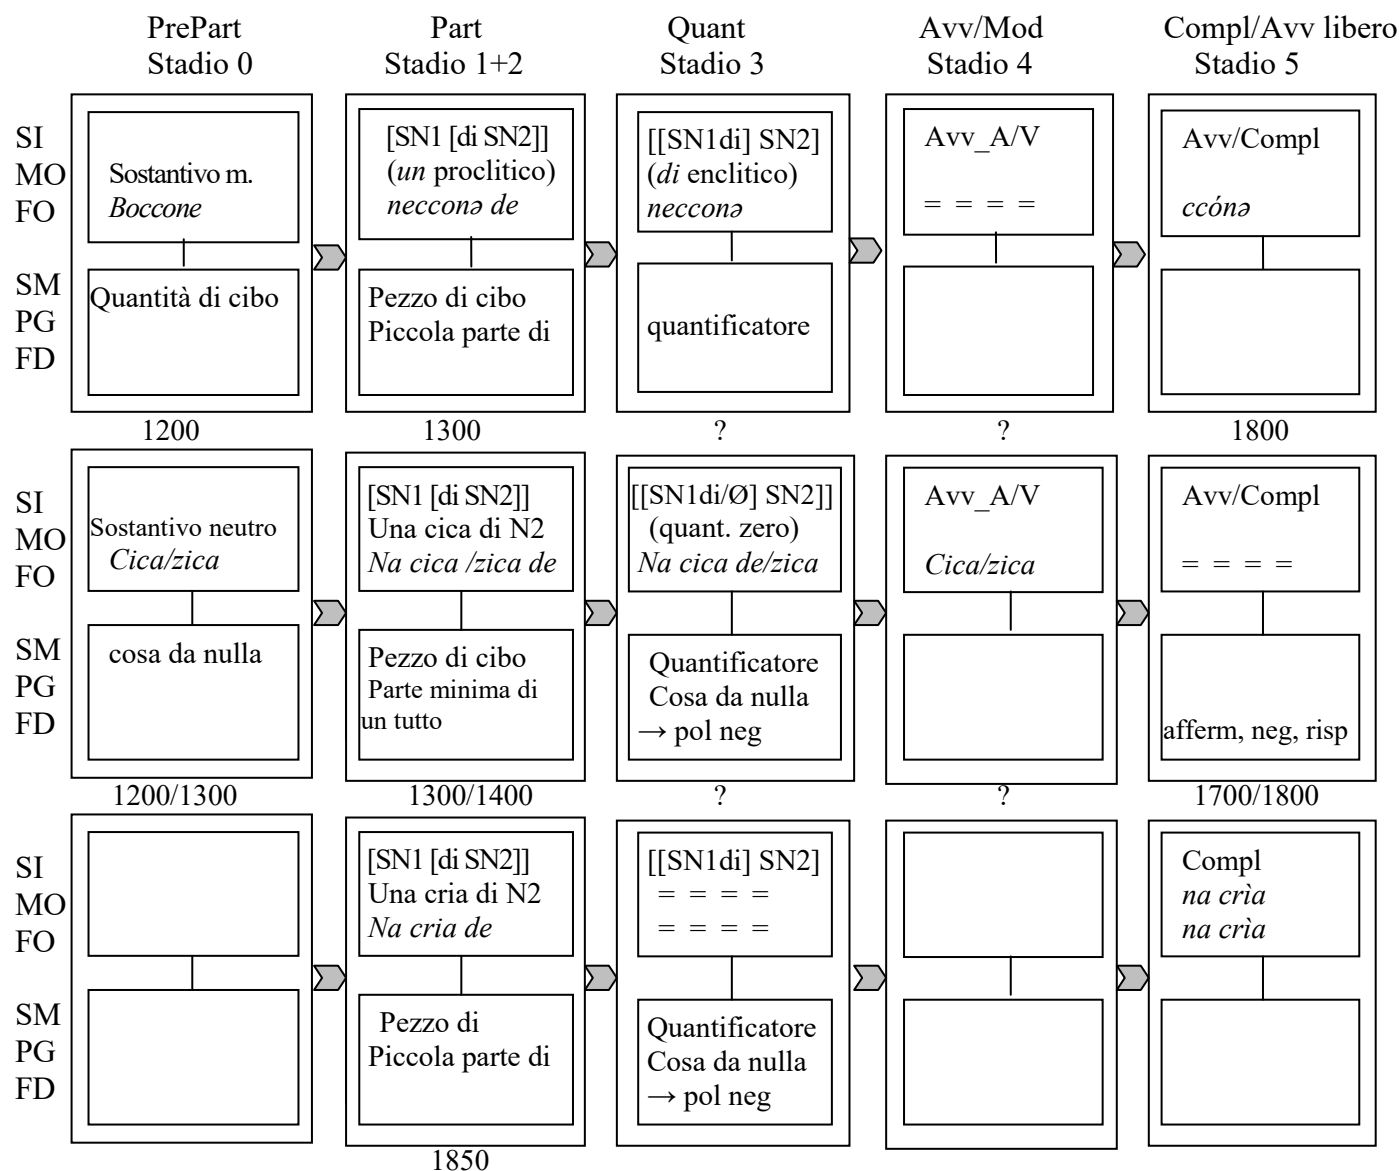 PrePart Part Quant Avv/Mod Compl/Avv libero
Stadio 0 Stadio 1+2 Stadio 3 Stadio 4 Stadio 5
SI
MO
FO
Sostantivo m.
Boccone
[SN1 [di SN2]]
(un proclitico)
necconə de
[[SN1di] SN2]
(di enclitico)
necconə
Avv_A/V
= = = =
Avv/Compl
ccónə
SM
PG
FD
Quantità di cibo
Pezzo di cibo
Piccola parte di
quantificatore
1200 1300 ? ? 1800
SI
MO
FO
Sostantivo neutro
Cica/zica
[SN1 [di SN2]]
Una cica di N2
Na cica /zica de
[[SN1di/Ø] SN2]]
(quant. zero)
Na cica de/zica
Avv_A/V
Cica/zica
Avv/Compl
= = = =
SM
PG
FD
cosa da nulla
Pezzo di cibo
Parte minima di
un tutto
Quantificatore
Cosa da nulla
→ pol neg
afferm, neg, risp
1200/1300 1300/1400 ? ? 1700/1800
SI
MO
FO
[SN1 [di SN2]]
Una cria di N2
Na cria de
[[SN1di] SN2]
= = = =
= = = =
Compl
na crìa
na crìa
SM
PG
FD
Pezzo di
Piccola parte di
Quantificatore
Cosa da nulla
→ pol neg
1850